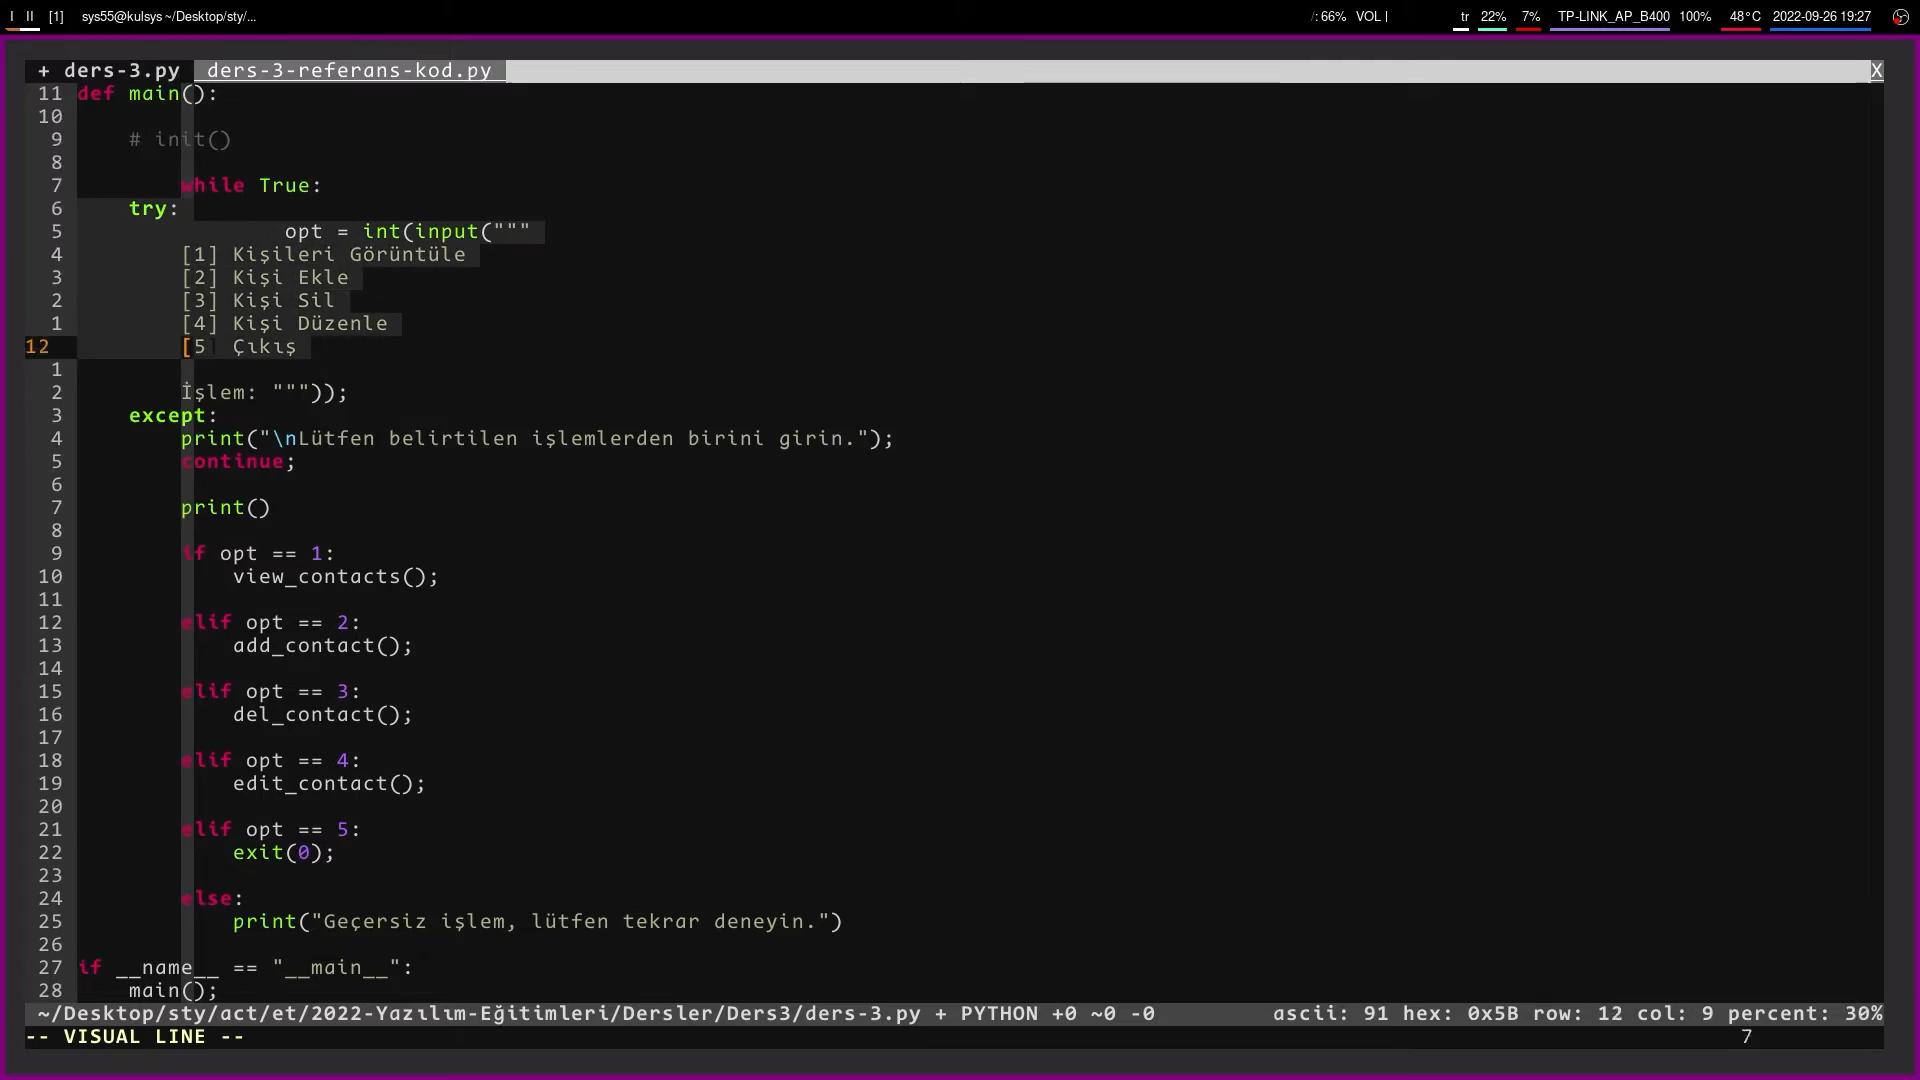 I II [1] sys55@kulsys ~/Desktop/sty/... /: 66% VOL | tr 22% 7% TP-LINK_AP_B400 100% 48°C 2022-09-26 19:27
+ ders-3.py ders-3-referans-kod.py X
11 def main():
10
9 # init()
8
7 while True:
6 try:
5 opt = int(input("""
4 [1] Kişileri Görüntüle
3 [2] Kişi Ekle
2 [3] Kişi Sil
1 [4] Kişi Düzenle
12 [5 Çıkış
1
2 İşlem: """));
3 except:
4 print("\nLütfen belirtilen işlemlerden birini girin.");
5 continue;
6
7 print()
8
9 if opt == 1:
10 view_contacts();
11
12 elif opt == 2:
13 add_contact();
14
15 elif opt == 3:
16 del_contact();
17
18 elif opt == 4:
19 edit_contact();
20
21 elif opt == 5:
22 exit(0);
23
24 else:
25 print("Geçersiz işlem, lütfen tekrar deneyin.")
26
27 if __name__ == "__main__":
28 main();
~/Desktop/sty/act/et/2022-Yazılım-Eğitimleri/Dersler/Ders3/ders-3.py + PYTHON +0 ~0 -0 ascii: 91 hex: 0x5B row: 12 col: 9 percent: 30%
-- VISUAL LINE -- 7